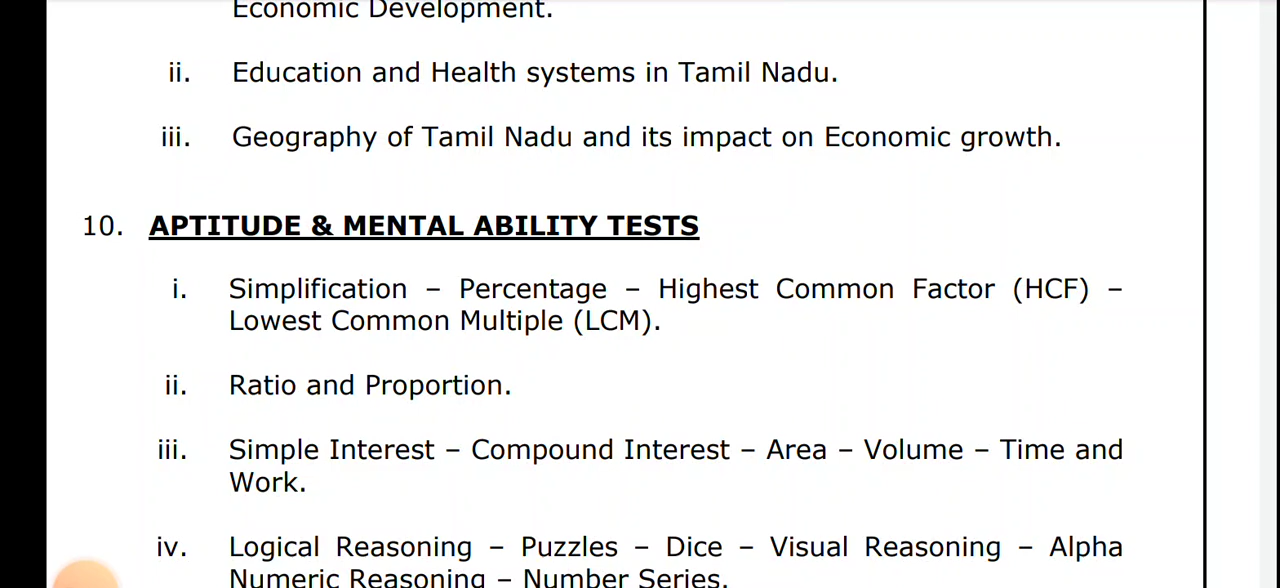 Economic Development.
ii. Education and Health systems in Tamil Nadu.
iii. Geography of Tamil Nadu and its impact on Economic growth.
10. APTITUDE & MENTAL ABILITY TESTS
i. Simplification – Percentage – Highest Common Factor (HCF) –
Lowest Common Multiple (LCM).
ii. Ratio and Proportion.
iii. Simple Interest – Compound Interest – Area – Volume – Time and
Work.
iv. Logical Reasoning – Puzzles – Dice – Visual Reasoning – Alpha
Numeric Reasoning – Number Series.